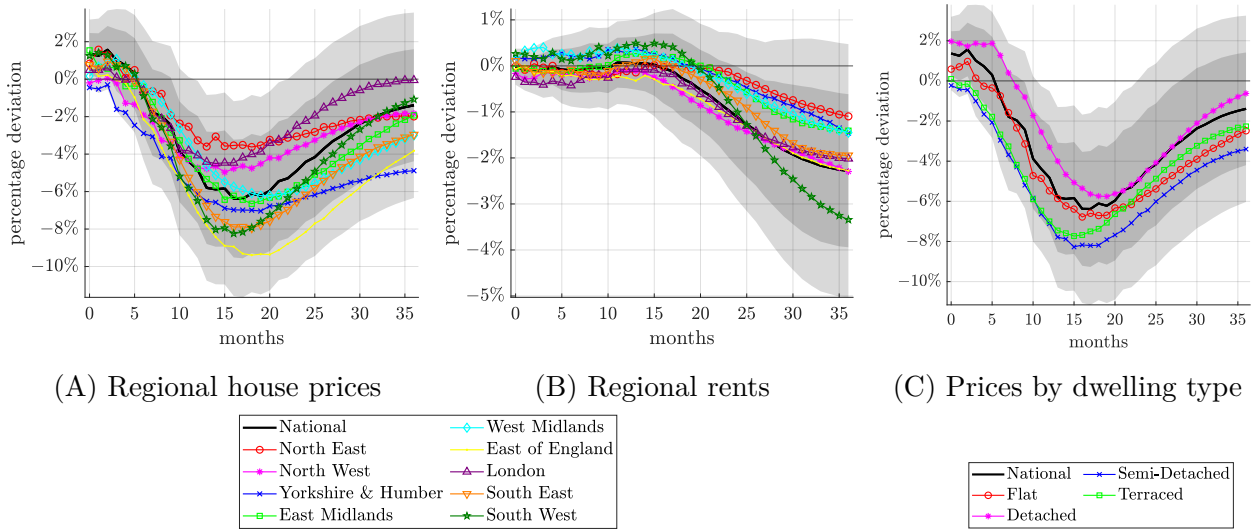 percentage deviation
2%
0%
−2%
−4%
−6%
−8%
−10%
0 5 10 15 20 25 30 35
months
(A) Regional house prices
percentage deviation
1%
0%
-1%
-2%
-3%
-4%
-5%
0 5 10 15 20 25 30 35
months
(B) Regional rents
percentage deviation
2%
0%
−2%
−4%
−6%
−8%
−10%
0 5 10 15 20 25 30 35
months
(C) Prices by dwelling type
National
North East
North West
Yorkshire & Humber
East Midlands
West Midlands
East of England
London
South East
South West
National
Flat
Detached
Semi-Detached
Terraced